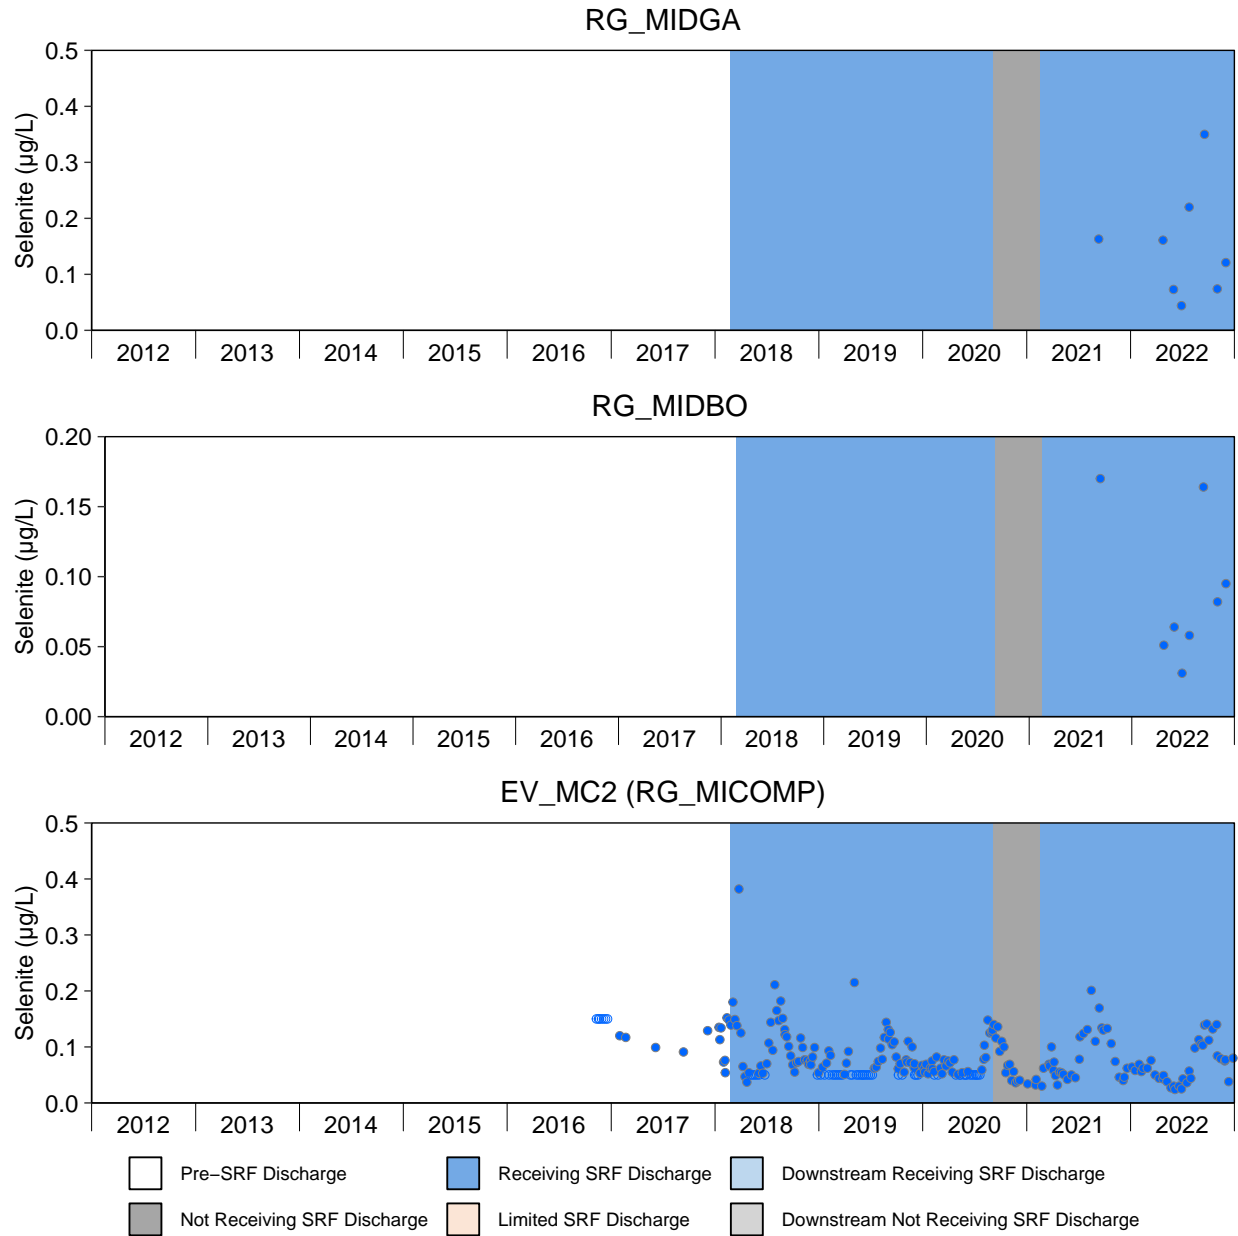 RG_MIDGA
Selenite (µg/L)
0.5
0.4
0.3
0.2
0.1
0.0
2012 2013 2014 2015 2016 2017 2018 2019 2020 2021 2022
RG_MIDBO
Selenite (µg/L)
0.20
0.15
0.10
0.05
0.00
2012 2013 2014 2015 2016 2017 2018 2019 2020 2021 2022
EV_MC2 (RG_MICOMP)
Selenite (µg/L)
0.5
0.4
0.3
0.2
0.1
0.0
2012 2013 2014 2015 2016 2017 2018 2019 2020 2021 2022
Pre−SRF Discharge Receiving SRF Discharge Downstream Receiving SRF Discharge
Not Receiving SRF Discharge Limited SRF Discharge Downstream Not Receiving SRF Discharge